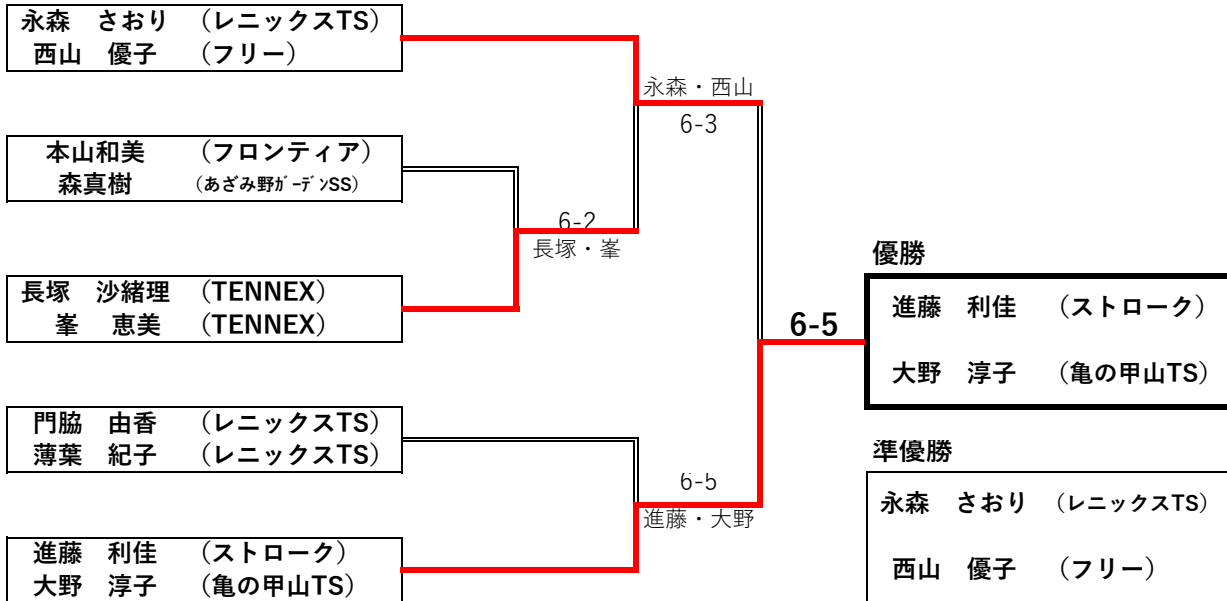 永森　さおり　（レニックスTS）
西山　優子　（フリー）
永森・西山
6-3
本山和美　（フロンティア）
森真樹　（あざみ野ｶﾞｰﾃﾞﾝSS）
6-2
長塚・峯
長塚　沙緒理　（TENNEX）
峯　恵美　（TENNEX）
優勝
進藤　利佳　（ストローク）
大野　淳子　（亀の甲山TS）
6-5
門脇　由香　（レニックスTS）
薄葉　紀子　（レニックスTS）
6-5
進藤・大野
進藤　利佳　（ストローク）
大野　淳子　（亀の甲山TS）
準優勝
永森　さおり　（レニックスTS）
西山　優子　（フリー）